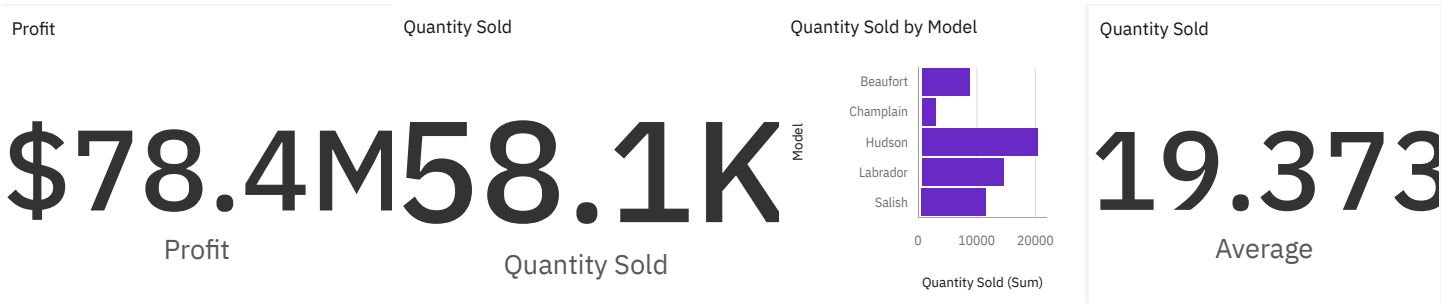 Profit
$78.4M
Profit
Quantity Sold
58.1K
Quantity Sold
Quantity Sold by Model
Model
Beaufort
Champlain
Hudson
Labrador
Salish
0 10000 20000
Quantity Sold (Sum)
Quantity Sold
19.373
Average